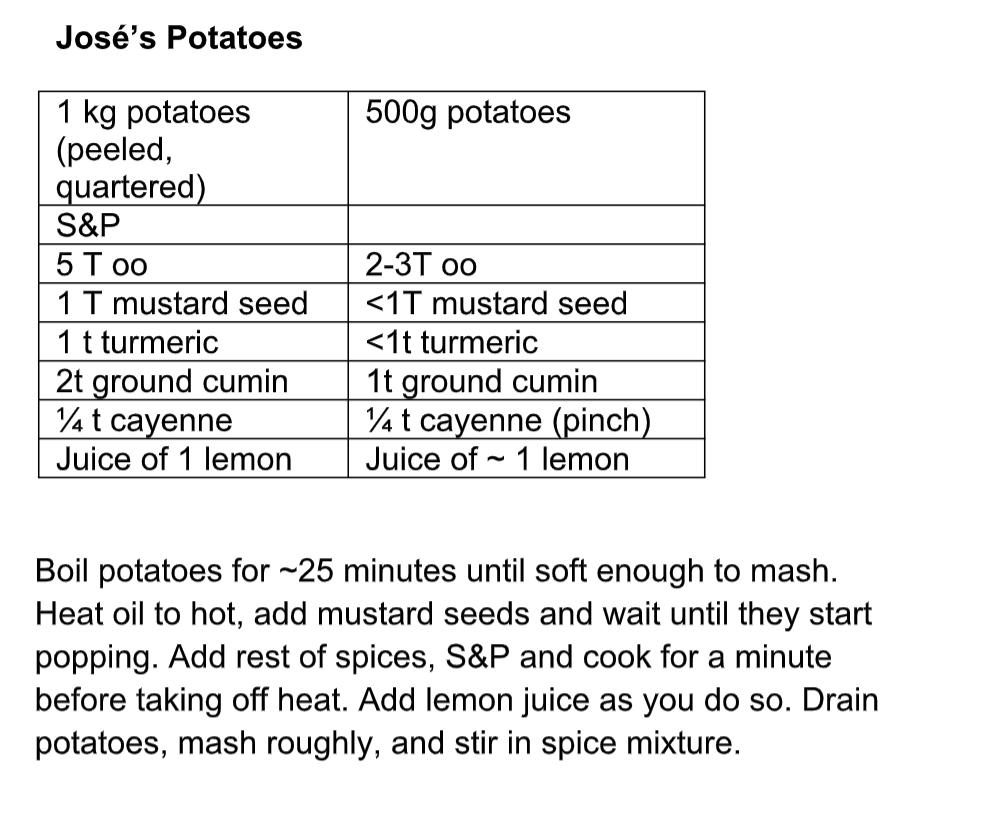 José’s Potatoes
1 kg potatoes
(peeled,
quartered)
500g potatoes
S&P
5 T oo
2-3T oo
1 T mustard seed
<1T mustard seed
1 t turmeric
<1t turmeric
2t ground cumin
1t ground cumin
¼ t cayenne
¼ t cayenne (pinch)
Juice of 1 lemon
Juice of ~ 1 lemon
Boil potatoes for ~25 minutes until soft enough to mash.
Heat oil to hot, add mustard seeds and wait until they start
popping. Add rest of spices, S&P and cook for a minute
before taking off heat. Add lemon juice as you do so. Drain
potatoes, mash roughly, and stir in spice mixture.